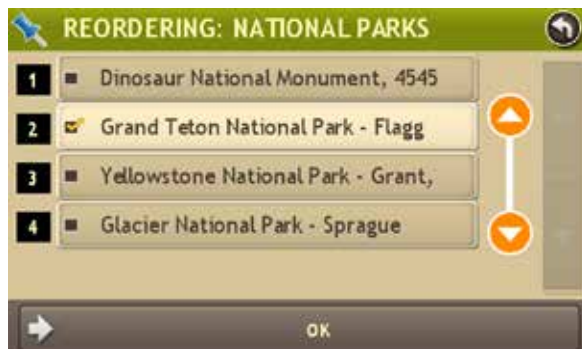 REORDERING: NATIONAL PARKS
1 Dinosaur National Monument, 4545
2 Grand Teton National Park - Flagg
3 Yellowstone National Park - Grant,
4 Glacier National Park - Sprague
OK